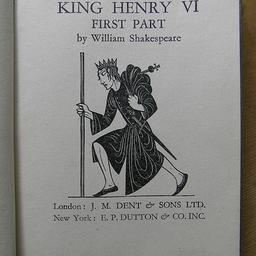 KING HENRY VI
FIRST PART
by William Shakespeare
London: J. M. DENT & SONS LTD.
New York: E. P. DUTTON & CO. INC.